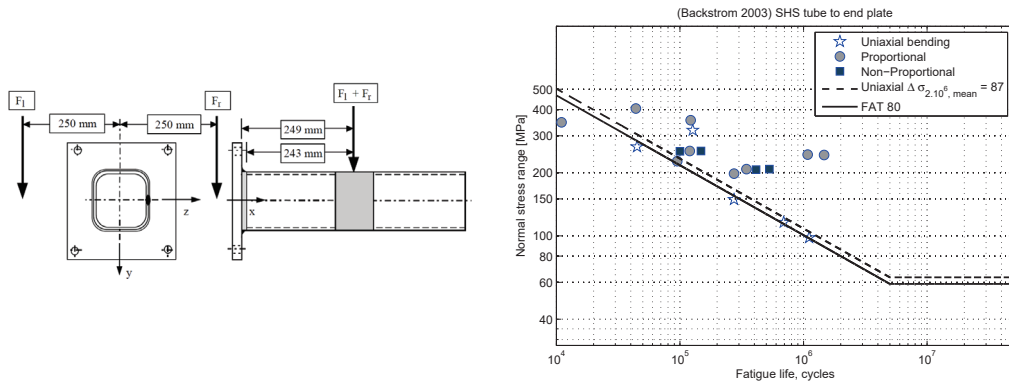 F_l
F_r
250 mm
250 mm
z
y
F_l + F_r
249 mm
243 mm
x
(Backstrom 2003) SHS tube to end plate
Uniaxial bending
Proportional
Non−Proportional
Uniaxial Δ σ_{2.10^6, mean} = 87
FAT 80
Normal stress range [MPa]
500
400
300
200
150
100
80
60
40
10^4
10^5
10^6
10^7
Fatigue life, cycles